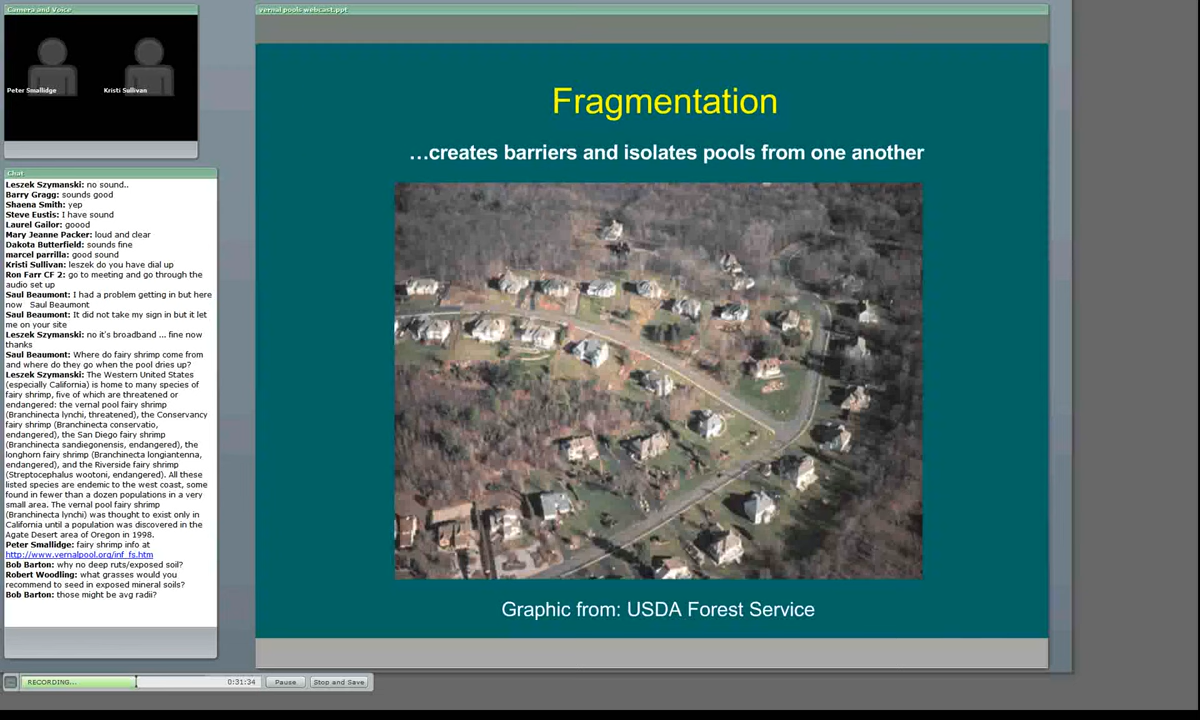 Camera and Voice
Peter Smallidge
Kristi Sullivan
Chat
Leszek Szymanski: no sound..
Barry Gragg: sounds good
Shaena Smith: yep
Steve Eustis: I have sound
Laurel Gailor: goood
Mary Jeanne Packer: loud and clear
Dakota Butterfield: sounds fine
marcel parrilla: good sound
Kristi Sullivan: leszek do you have dial up
Ron Farr CF 2: go to meeting and go through the
audio set up
Saul Beaumont: I had a problem getting in but here
now Saul Beaumont
Saul Beaumont: It did not take my sign in but it let
me on your site
Leszek Szymanski: no it's broadband ... fine now
thanks
Saul Beaumont: Where do fairy shrimp come from
and where do they go when the pool dries up?
Leszek Szymanski: The Western United States
(especially California) is home to many species of
fairy shrimp, five of which are threatened or
endangered: the vernal pool fairy shrimp
(Branchinecta lynchi, threatened), the Conservancy
fairy shrimp (Branchinecta conservatio,
endangered), the San Diego fairy shrimp
(Branchinecta sandiegonensis, endangered), the
longhorn fairy shrimp (Branchinecta longiantenna,
endangered), and the Riverside fairy shrimp
(Streptocephalus wootoni, endangered). All these
listed species are endemic to the west coast, some
found in fewer than a dozen populations in a very
small area. The vernal pool fairy shrimp
(Branchinecta lynchi) was thought to exist only in
California until a population was discovered in the
Agate Desert area of Oregon in 1998.
Peter Smallidge: fairy shrimp info at
http://www.vernalpool.org/inf_fs.htm
Bob Barton: why no deep ruts/exposed soil?
Robert Woodling: what grasses would you
recommend to seed in exposed mineral soils?
Bob Barton: those might be avg radii?
vernal pools webcast.ppt
Fragmentation
...creates barriers and isolates pools from one another
Graphic from: USDA Forest Service
RECORDING...
0:31:34
Pause
Stop and Save